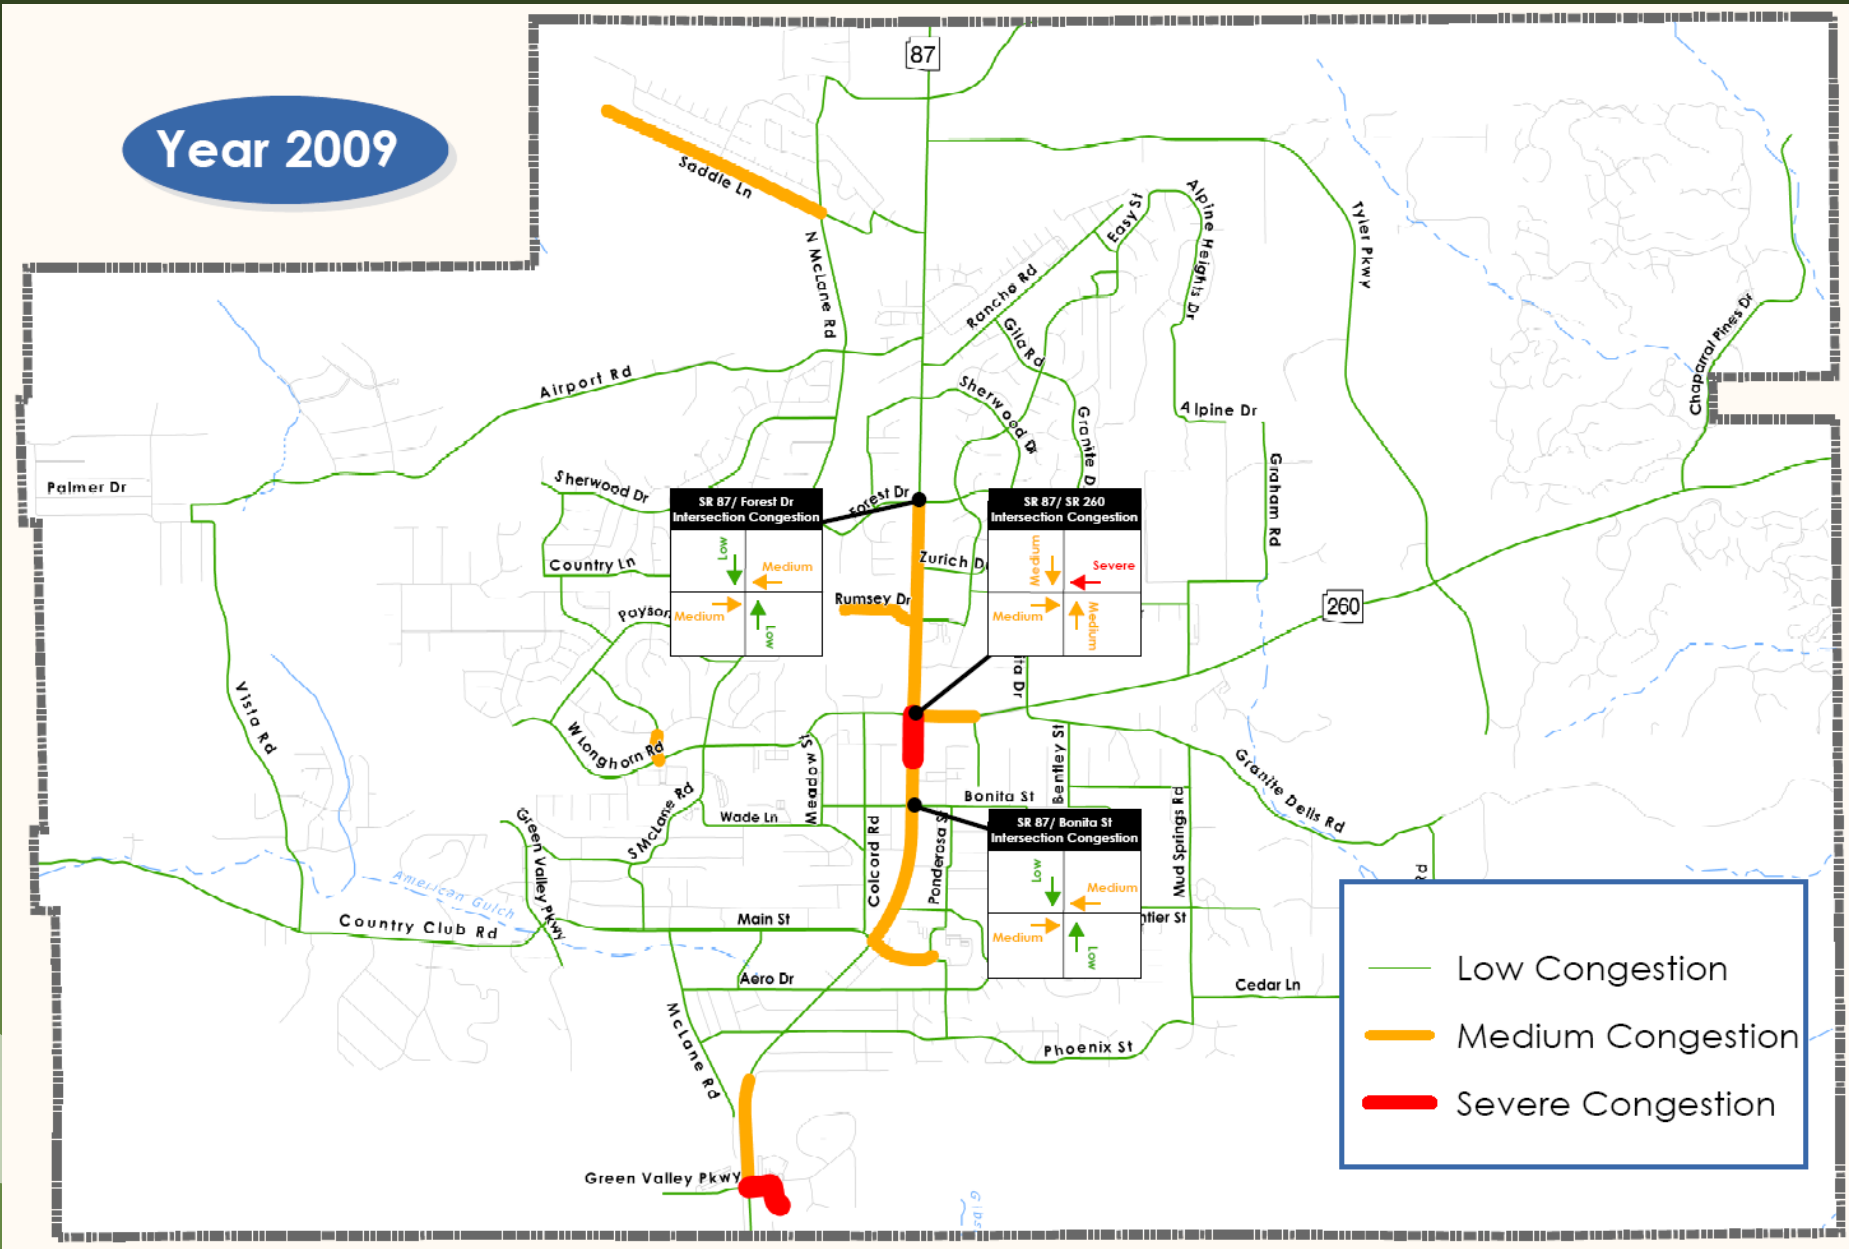 87
Year 2009
Saddle Ln
N McLane Rd
Easy St
Alpine Heights Dr
Tyler Pkwy
Rancho Rd
Gila Rd
Chaparral Pines Dr
Airport Rd
Sherwood Dr
Alpine Dr
Granite D
Graham Rd
Palmer Dr
Sherwood Dr
Forest Dr
SR 87/ Forest Dr
Intersection Congestion
Low
Medium
Medium
Low
SR 87/ SR 260
Intersection Congestion
Medium
Severe
Medium
Medium
Zurich D
Country Ln
Rumsey Dr
Payson
260
ita Dr
Vista Rd
W Longhorn Rd
Meadow St
Bentley St
Granite Dells Rd
Bonita St
S McLane Rd
Wade Ln
Green Valley Pkwy
Colcord Rd
Ponderosa S
Mud Springs Rd
SR 87/ Bonita St
Intersection Congestion
Low
Medium
Medium
Low
Rd
American Gulch
Country Club Rd
Main St
ntier St
Aero Dr
Cedar Ln
McLane Rd
Phoenix St
Green Valley Pkwy
Gibs
Low Congestion
Medium Congestion
Severe Congestion